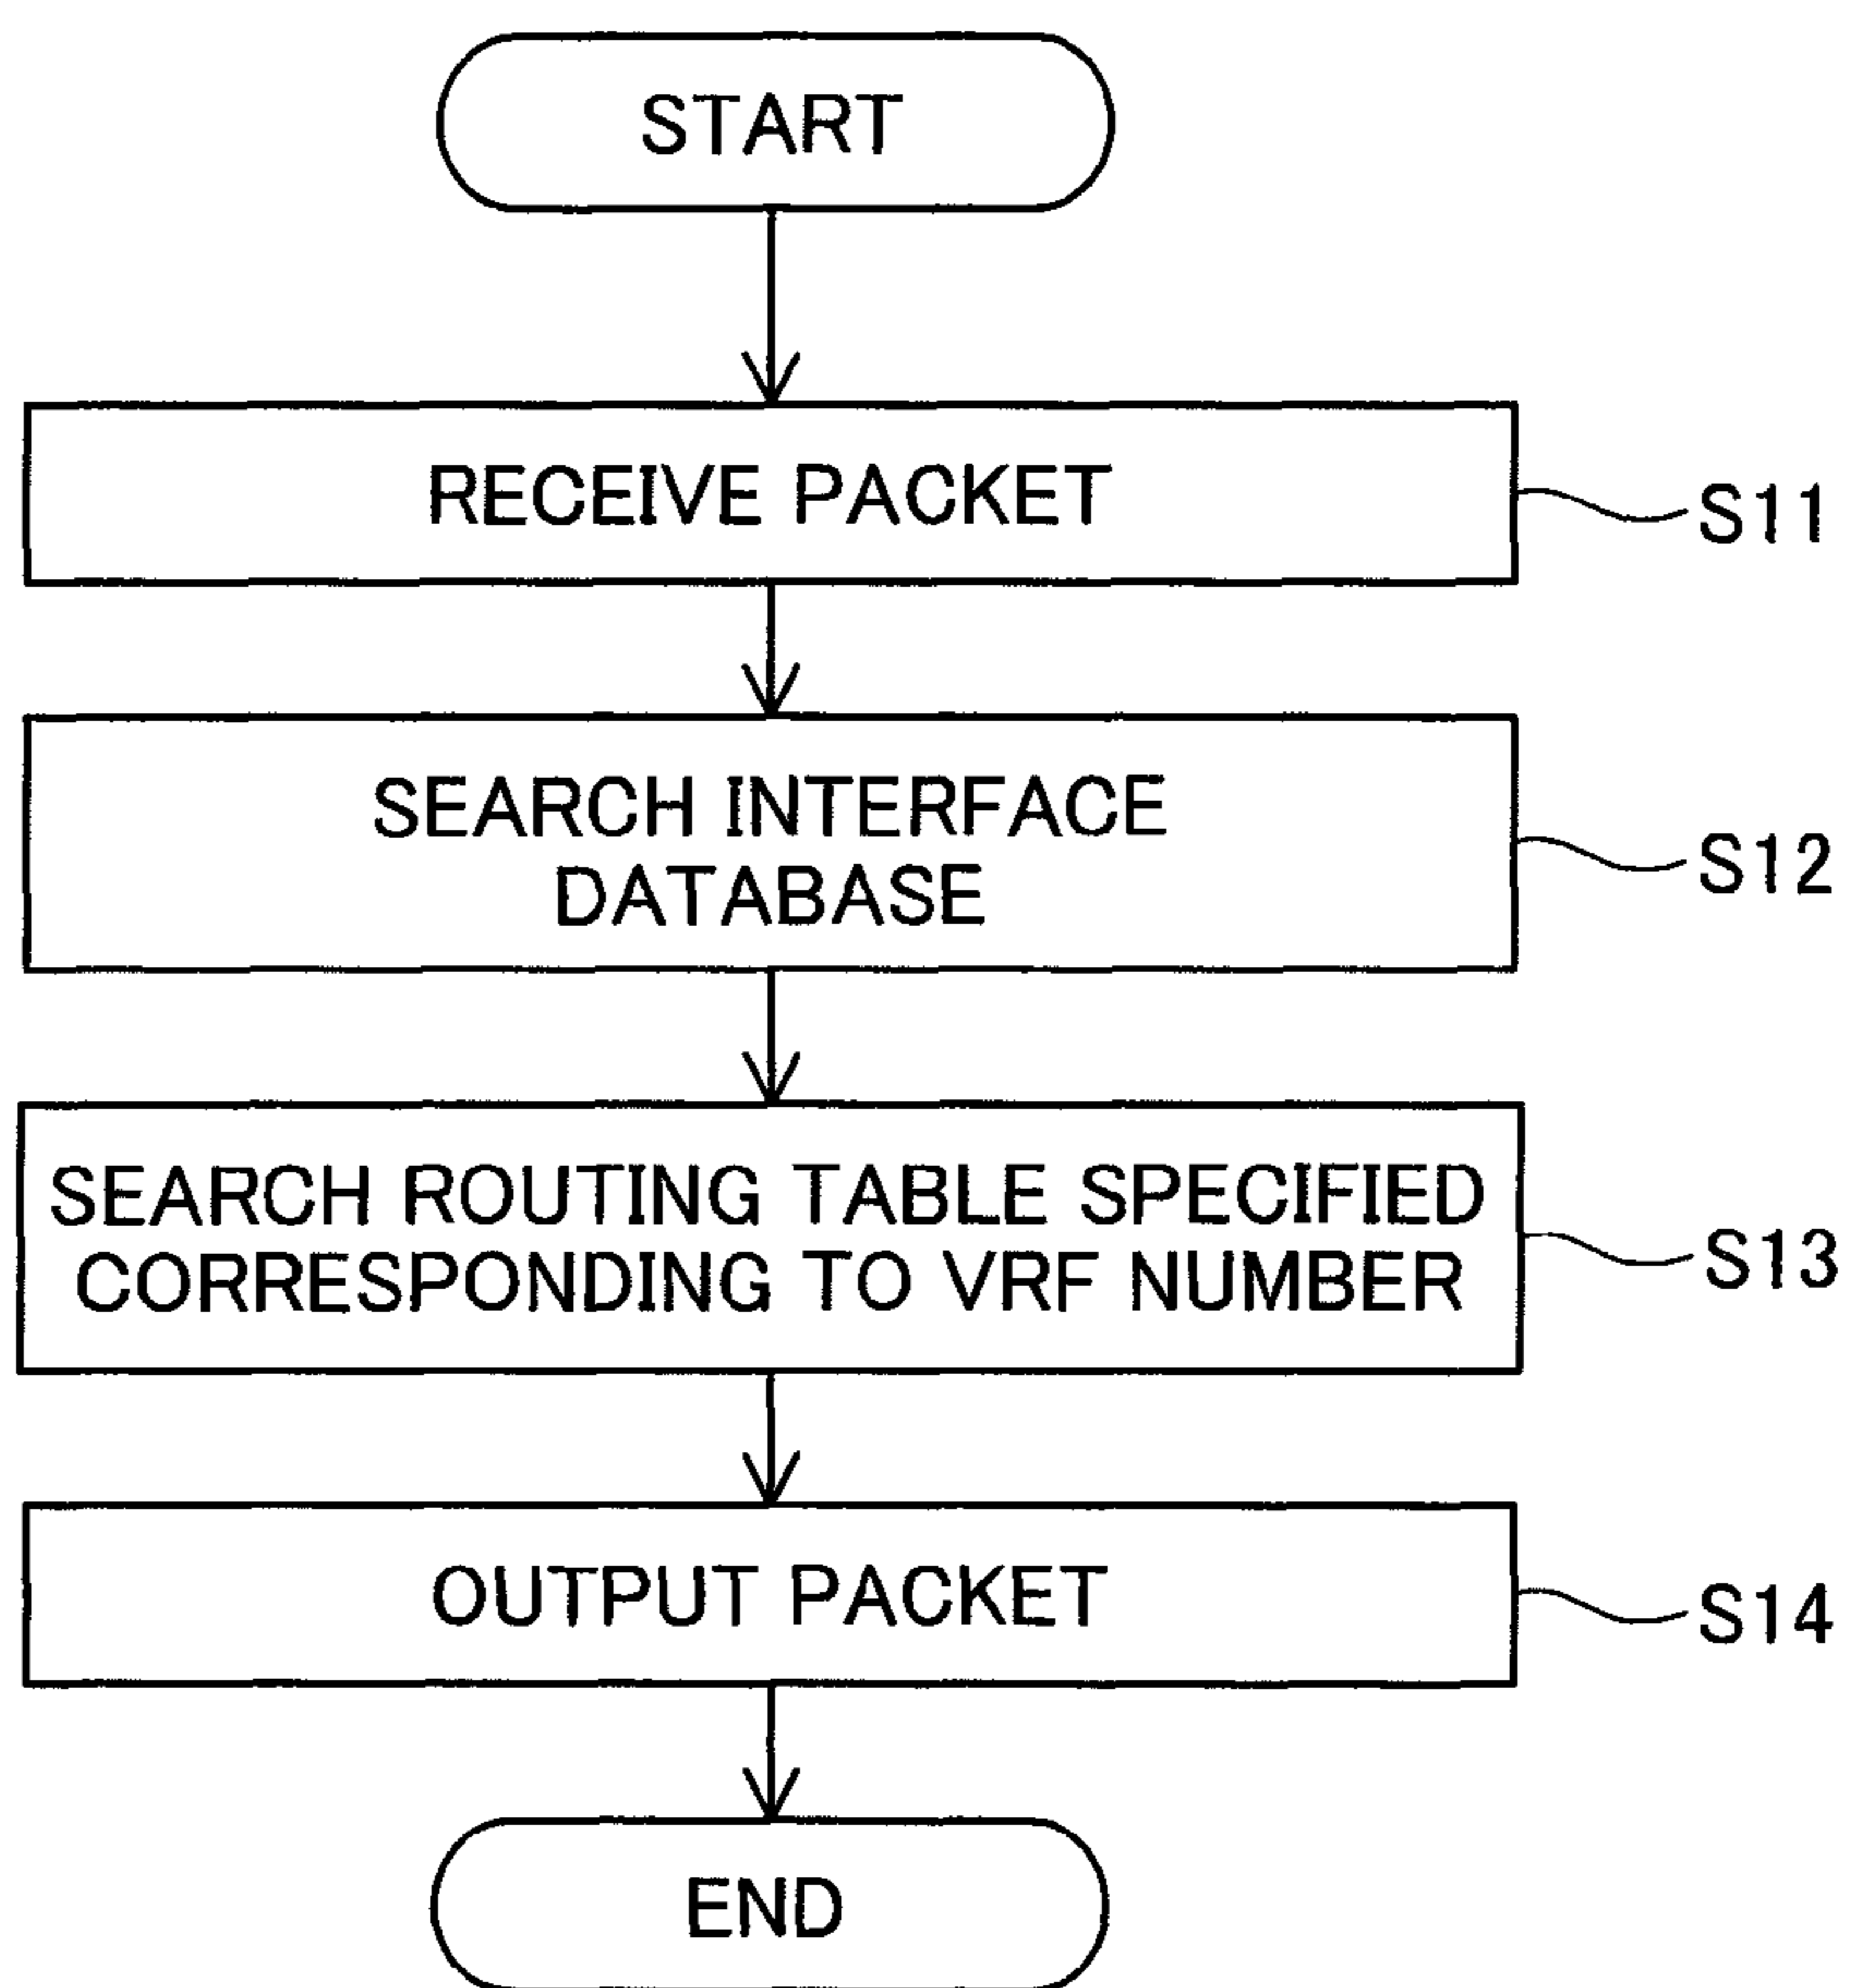 START
RECEIVE PACKET
S11
SEARCH INTERFACE
DATABASE
S12
SEARCH ROUTING TABLE SPECIFIED
CORRESPONDING TO VRF NUMBER
S13
OUTPUT PACKET
S14
END